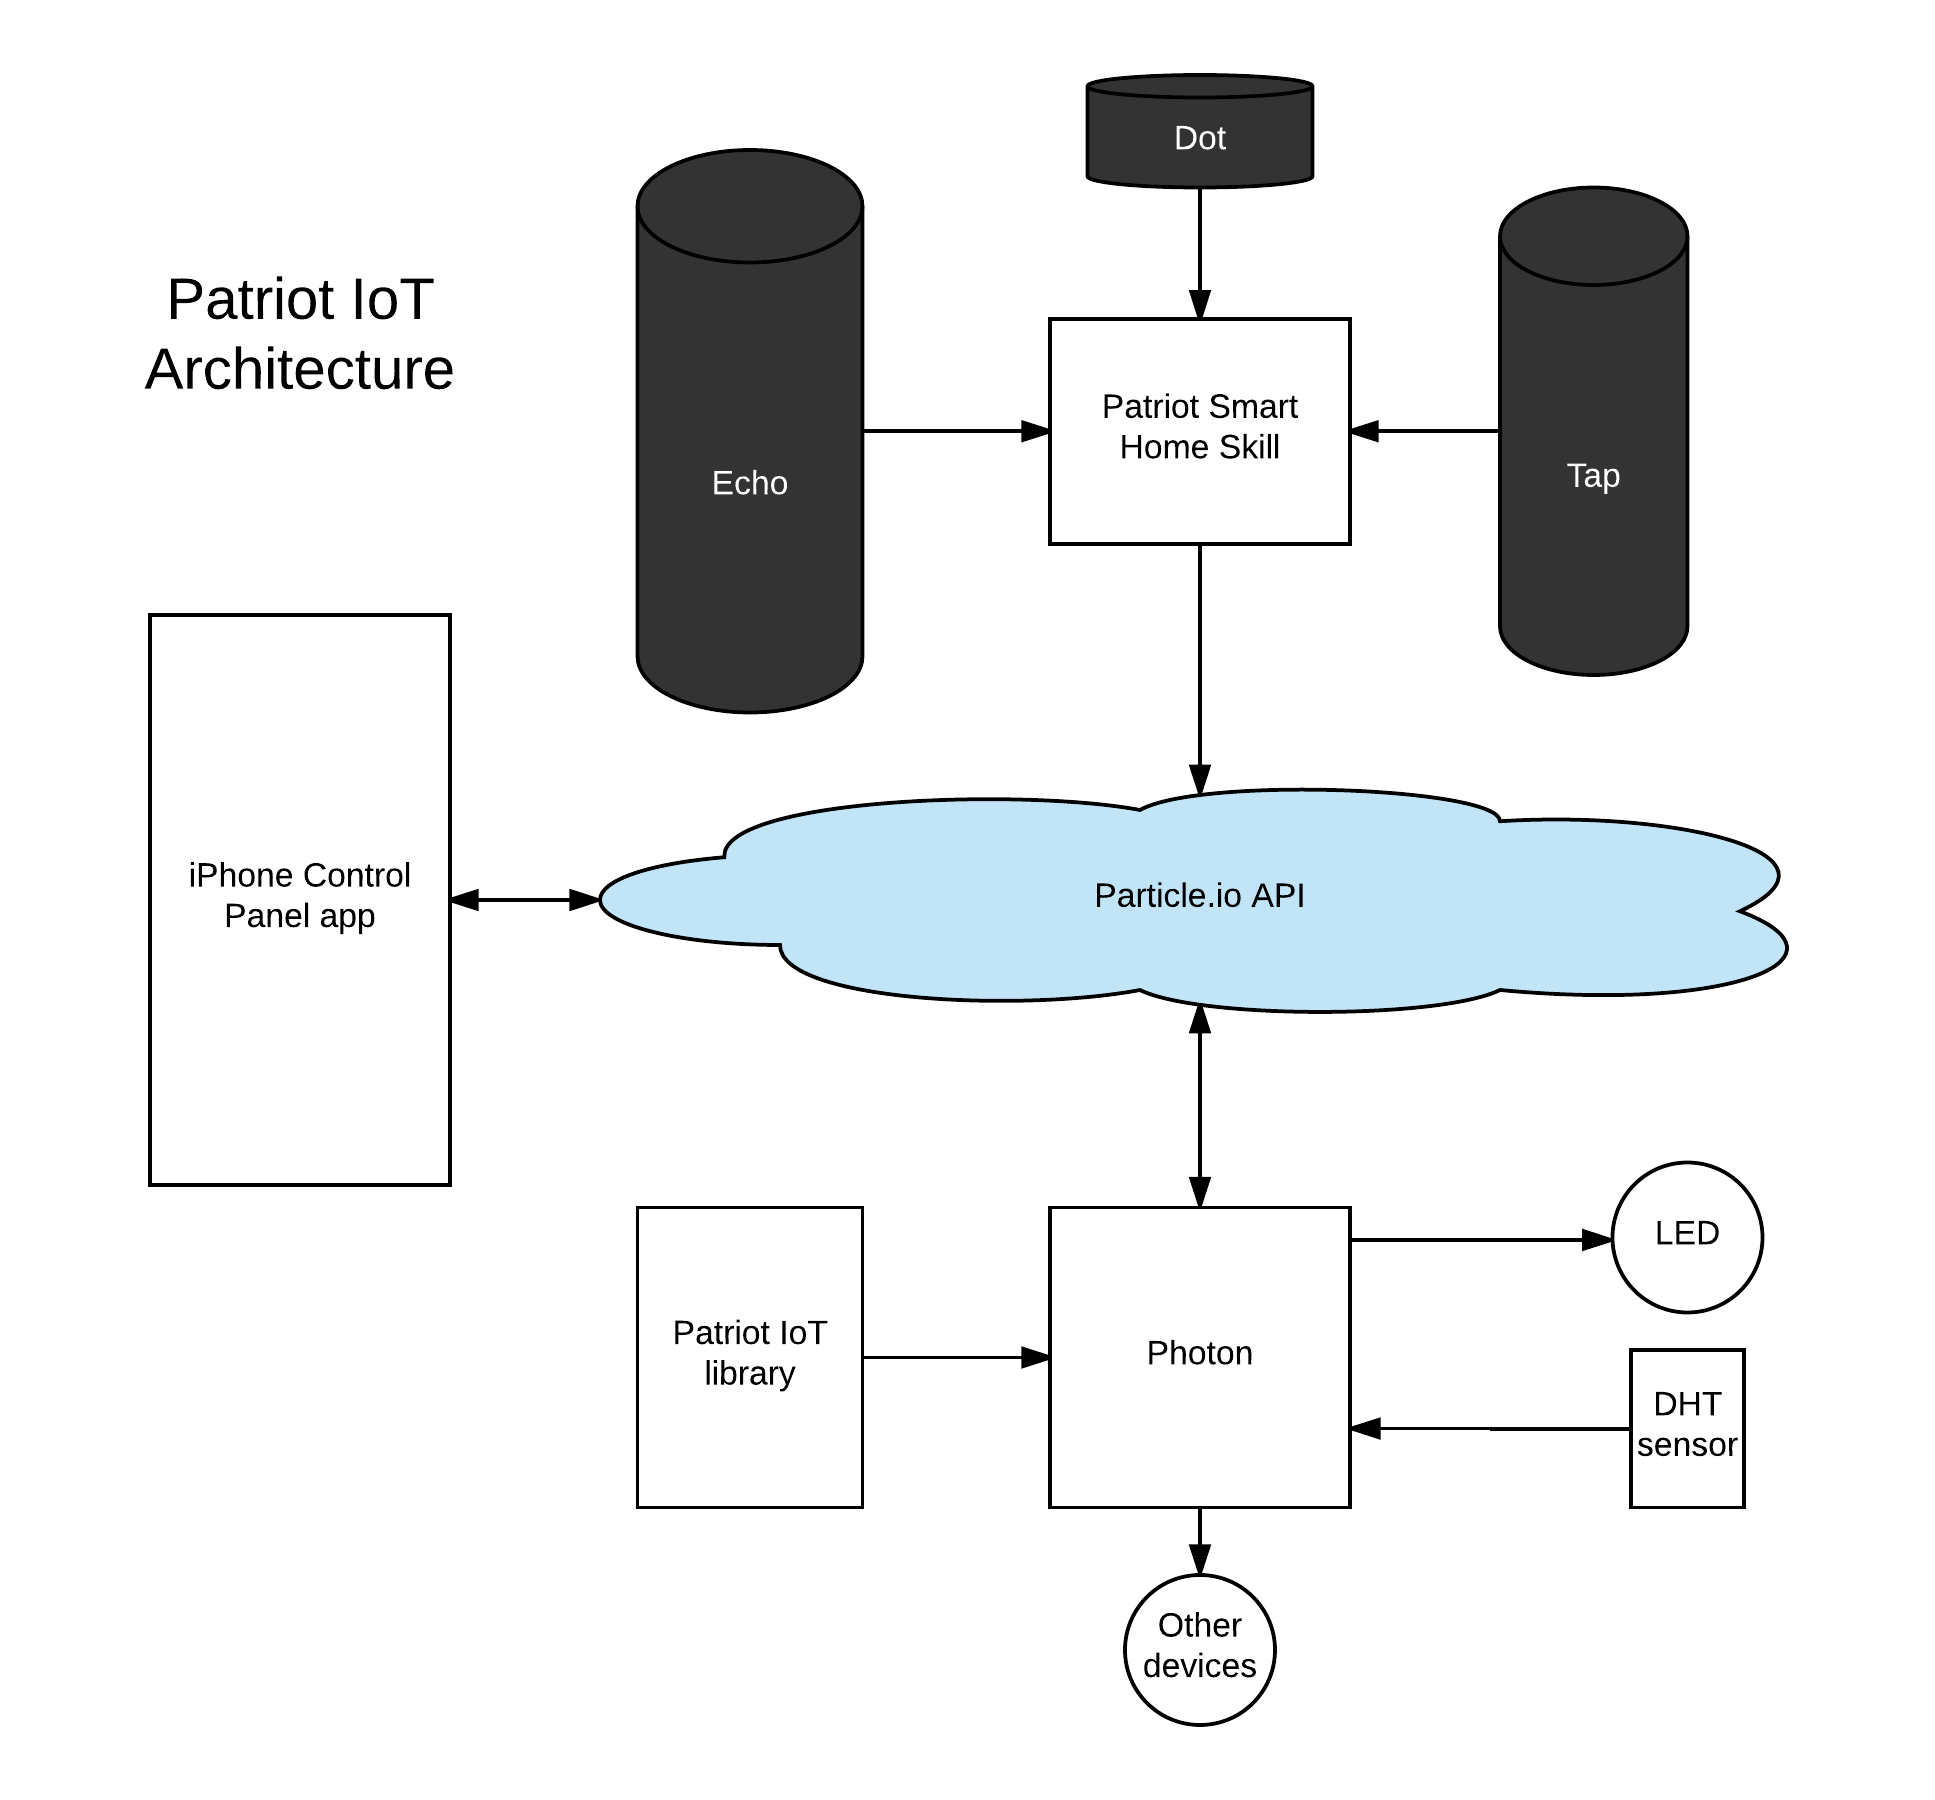 Patriot IoT
Architecture
Dot
Echo
Patriot Smart
Home Skill
Tap
iPhone Control
Panel app
Particle.io API
Patriot IoT
library
Photon
LED
DHT
sensor
Other
devices